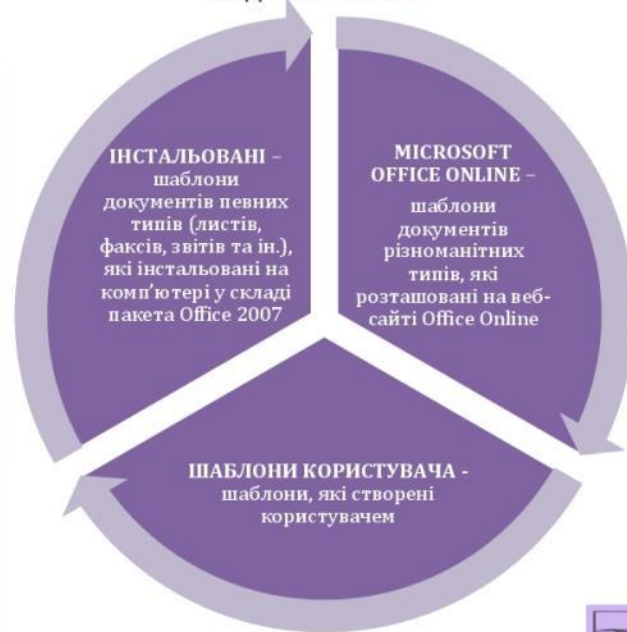 ІНСТАЛЬОВАНІ –
шаблони
документів певних
типів (листів,
факсів, звітів та ін.),
які інстальовані на
комп’ютері у складі
пакета Office 2007
MICROSOFT
OFFICE ONLINE –
шаблони
документів
різноманітних
типів, які
розташовані на веб-
сайті Office Online
ШАБЛОНИ КОРИСТУВАЧА -
шаблони, які створені
користувачем